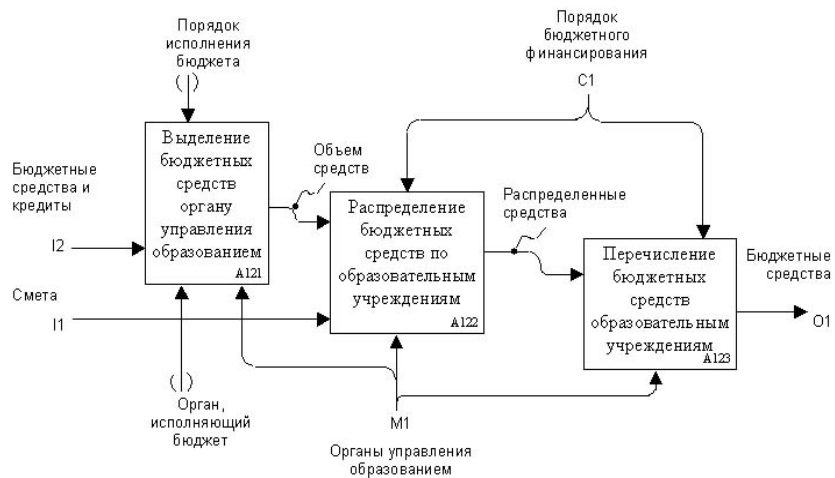 Порядок
исполнения
бюджета
( )
Порядок
бюджетного
финансирования
C1
Выделение
бюджетных
средств
органу
управления
образованием
A121
Бюджетные
средства и
кредиты
I2
Объем
средств
Распределение
бюджетных
средств по
образовательным
учреждениям
A122
Распределенные
средства
Перечисление
бюджетных
средств
образовательным
учреждениям
A123
Бюджетные
средства
O1
Смета
I1
( )
Орган,
исполняющий
бюджет
M1
Органы управления
образованием